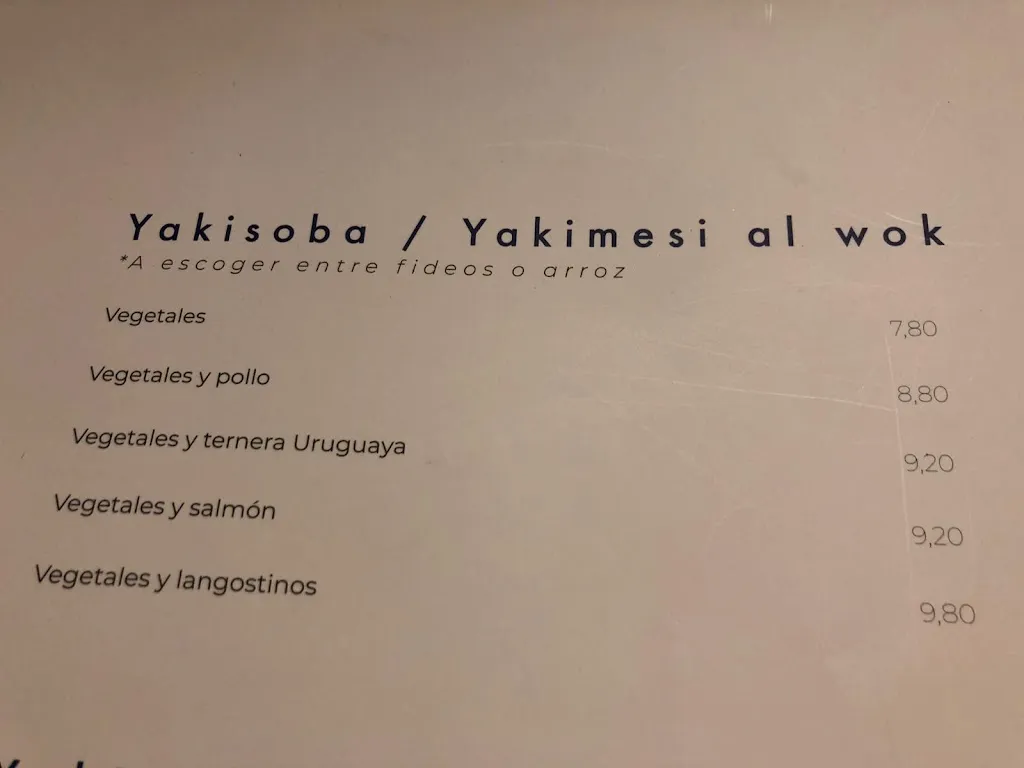 Yakisoba / Yakimesi al wok
*A escoger entre fideos o arroz
Vegetales 7,80
Vegetales y pollo 8,80
Vegetales y ternera Uruguaya 9,20
Vegetales y salmón 9,20
Vegetales y langostinos 9,80